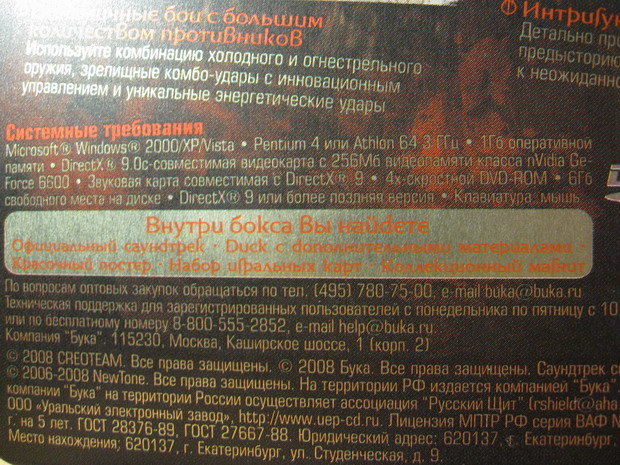 бои с большим
количеством противников
Используйте комбинацию холодного и огнестрельного
оружия, зрелищные комбо-удары с инновационным
управлением и уникальные энергетические удары
Интригун
Детально про
предысторию
к неожиданно
Системные требования
Microsoft® Windows® 2000/XP/Vista • Pentium 4 или Athlon 64 3 ГГц • 1Гб оперативной
памяти • DirectX® 9.0c-совместимая видеокарта с 256Мб видеопамяти класса nVidia Ge-
Force 6600 • Звуковая карта совместимая с DirectX® 9 • 4х-скростной DVD-ROM • 6Гб
свободного места на диске • DirectX® 9 или более поздняя версия • Клавиатура, мышь
Внутри бокса Вы найдете
Официальный саундтрек • Диск с дополнительными материалами •
Красочный постер • Набор игральных карт • Коллекционный магнит
По вопросам оптовых закупок обращаться по тел. (495) 780-75-00, e-mail buka@buka.ru
Техническая поддержка для зарегистрированных пользователей с понедельника по пятницу с 10
или по бесплатному номеру 8-800-555-2852, e-mail help@buka.ru.
Компания "Бука". 115230, Москва, Каширское шоссе, 1 (корп. 2)
© 2008 CREOTEAM. Все права защищены. © 2008 Бука. Все права защищены. Саундтрек с
© 2006-2008 NewTone. Все права защищены. На территории РФ издается компанией "Бука".
компании "Бука" на территории России осуществляет ассоциация "Русский Щит" (rshield@aha
ООО «Уральский электронный завод», http://www.uep-cd.ru. Лицензия МПТР РФ серия ВАФ №
г. на 5 лет. ГОСТ 28376-89, ГОСТ 27667-88. Юридический адрес: 620137, г. Екатеринбург,
Место нахождения; 620137, г. Екатеринбург, ул. Студенческая, д. 9.